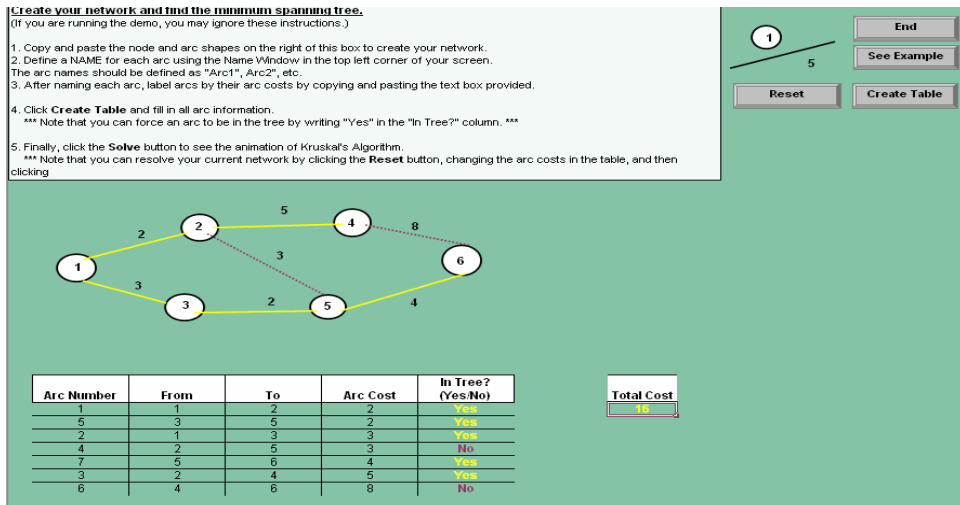 Create your network and find the minimum spanning tree.
(If you are running the demo, you may ignore these instructions.)
1. Copy and paste the node and arc shapes on the right of this box to create your network.
2. Define a NAME for each arc using the Name Window in the top left corner of your screen.
The arc names should be defined as "Arc1", Arc2", etc.
3. After naming each arc, label arcs by their arc costs by copying and pasting the text box provided.
4. Click Create Table and fill in all arc information.
*** Note that you can force an arc to be in the tree by writing "Yes" in the "In Tree?" column. ***
5. Finally, click the Solve button to see the animation of Kruskal's Algorithm.
*** Note that you can resolve your current network by clicking the Reset button, changing the arc costs in the table, and then
clicking
1
5
End
See Example
Reset
Create Table
5
2
4
8
2
3
1
6
3
3
2
5
4
In Tree?
Arc Number From To Arc Cost (Yes/No)
1 1 2 2 Yes
5 3 5 2 Yes
2 1 3 3 Yes
4 2 5 3 No
7 5 6 4 Yes
3 2 4 5 Yes
6 4 6 8 No
Total Cost
16